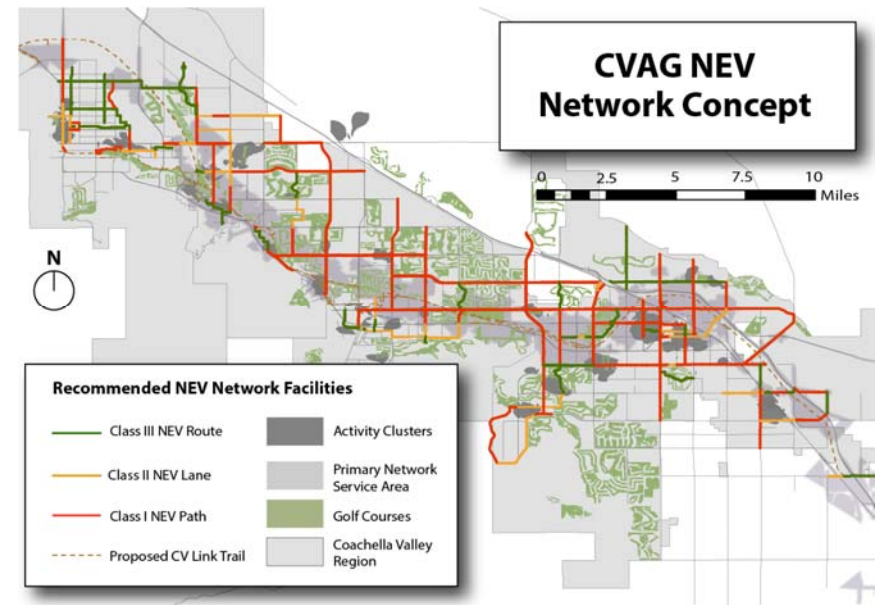 CVAG NEV
Network Concept
0 2.5 5 7.5 10
Miles
N
Recommended NEV Network Facilities
Class III NEV Route
Class II NEV Lane
Class I NEV Path
Proposed CV Link Trail
Activity Clusters
Primary Network
Service Area
Golf Courses
Coachella Valley
Region